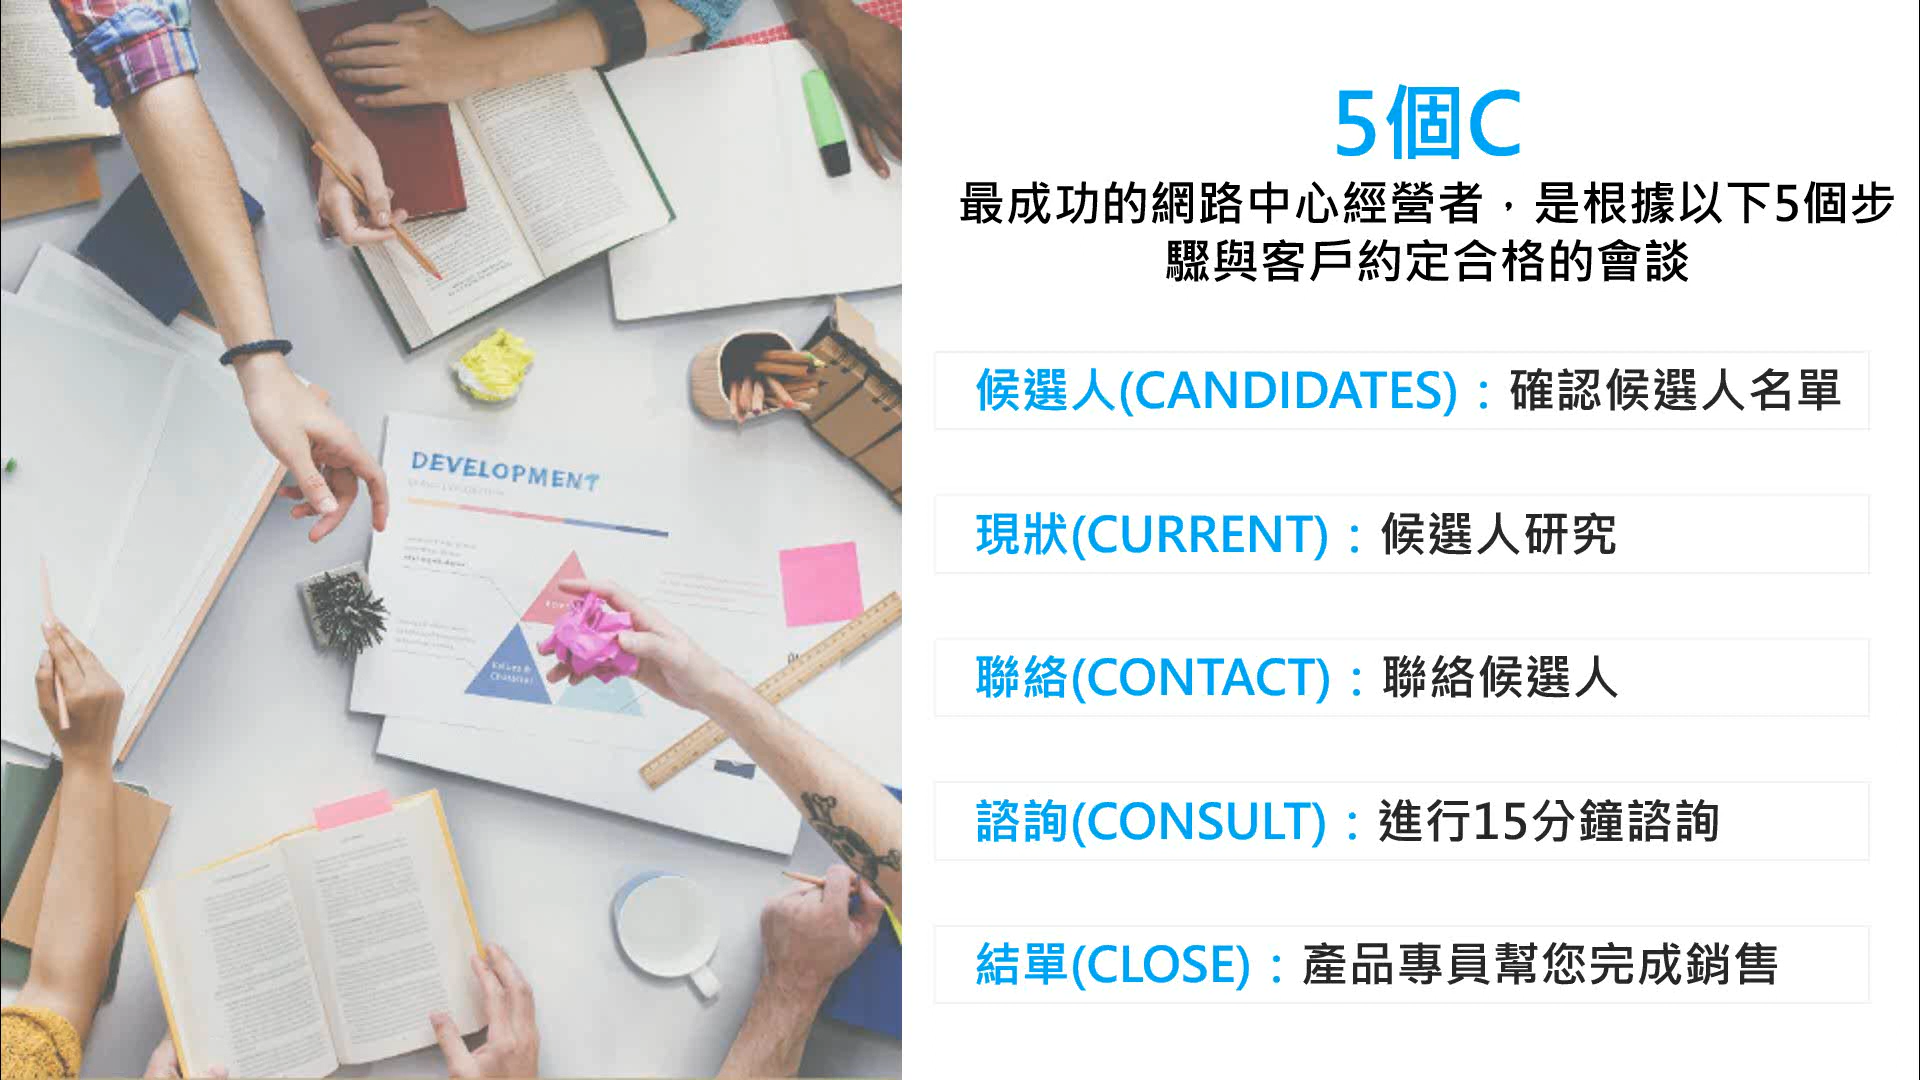 5個C
最成功的網路中心經營者，是根據以下5個步
驟與客戶約定合格的會談
候選人(CANDIDATES)：確認候選人名單
現狀(CURRENT)：候選人研究
聯絡(CONTACT)：聯絡候選人
諮詢(CONSULT)：進行15分鐘諮詢
結單(CLOSE)：產品專員幫您完成銷售
DEVELOPMENT